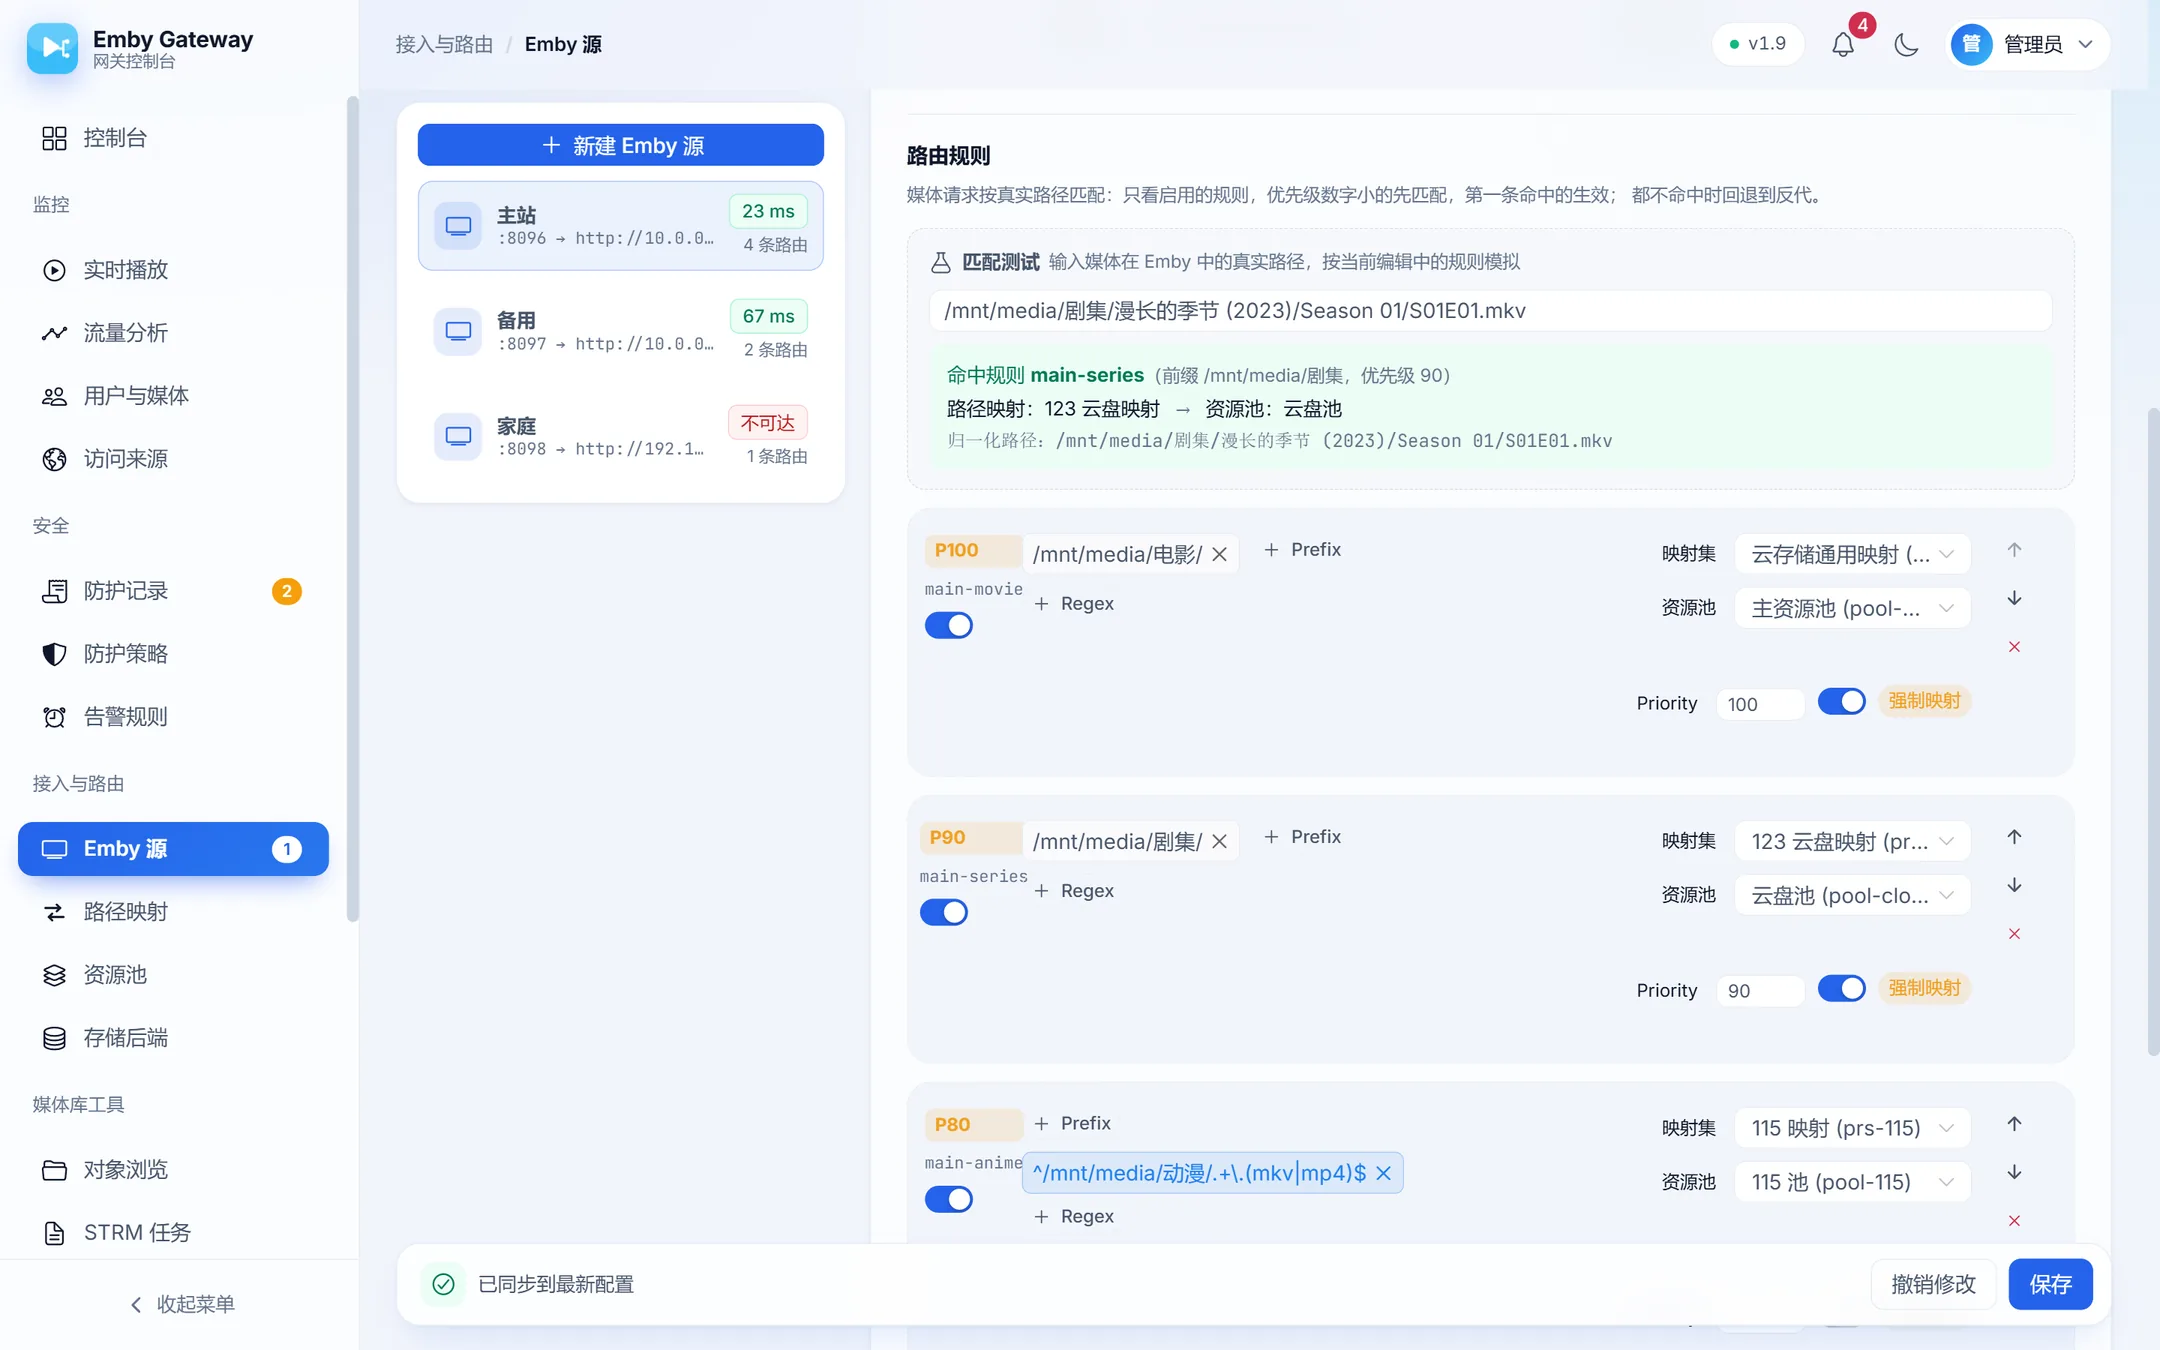 Emby Gateway
网关控制台
控制台
监控
实时播放
流量分析
用户与媒体
访问来源
安全
防护记录 2
防护策略
告警规则
接入与路由
Emby 源 1
路径映射
资源池
存储后端
媒体库工具
对象浏览
STRM 任务
收起菜单
接入与路由 / Emby 源
v1.9
4
管 管理员
+ 新建 Emby 源
主站 23 ms
:8096 → http://10.0.0… 4 条路由
备用 67 ms
:8097 → http://10.0.0… 2 条路由
家庭 不可达
:8098 → http://192.1… 1 条路由
路由规则
媒体请求按真实路径匹配：只看启用的规则，优先级数字小的先匹配，第一条命中的生效； 都不命中时回退到反代。
匹配测试 输入媒体在 Emby 中的真实路径，按当前编辑中的规则模拟
/mnt/media/剧集/漫长的季节 (2023)/Season 01/S01E01.mkv
命中规则 main-series（前缀 /mnt/media/剧集，优先级 90）
路径映射：123 云盘映射 → 资源池：云盘池
归一化路径：/mnt/media/剧集/漫长的季节 (2023)/Season 01/S01E01.mkv
P100 /mnt/media/电影/ + Prefix 映射集 云存储通用映射 (...
main-movie + Regex 资源池 主资源池 (pool-...
Priority 100 强制映射
P90 /mnt/media/剧集/ + Prefix 映射集 123 云盘映射 (pr...
main-series + Regex 资源池 云盘池 (pool-clo...
Priority 90 强制映射
P80 + Prefix 映射集 115 映射 (prs-115)
main-anime ^/mnt/media/动漫/.+\.(mkv|mp4)$ 资源池 115 池 (pool-115)
+ Regex
已同步到最新配置 撤销修改 保存